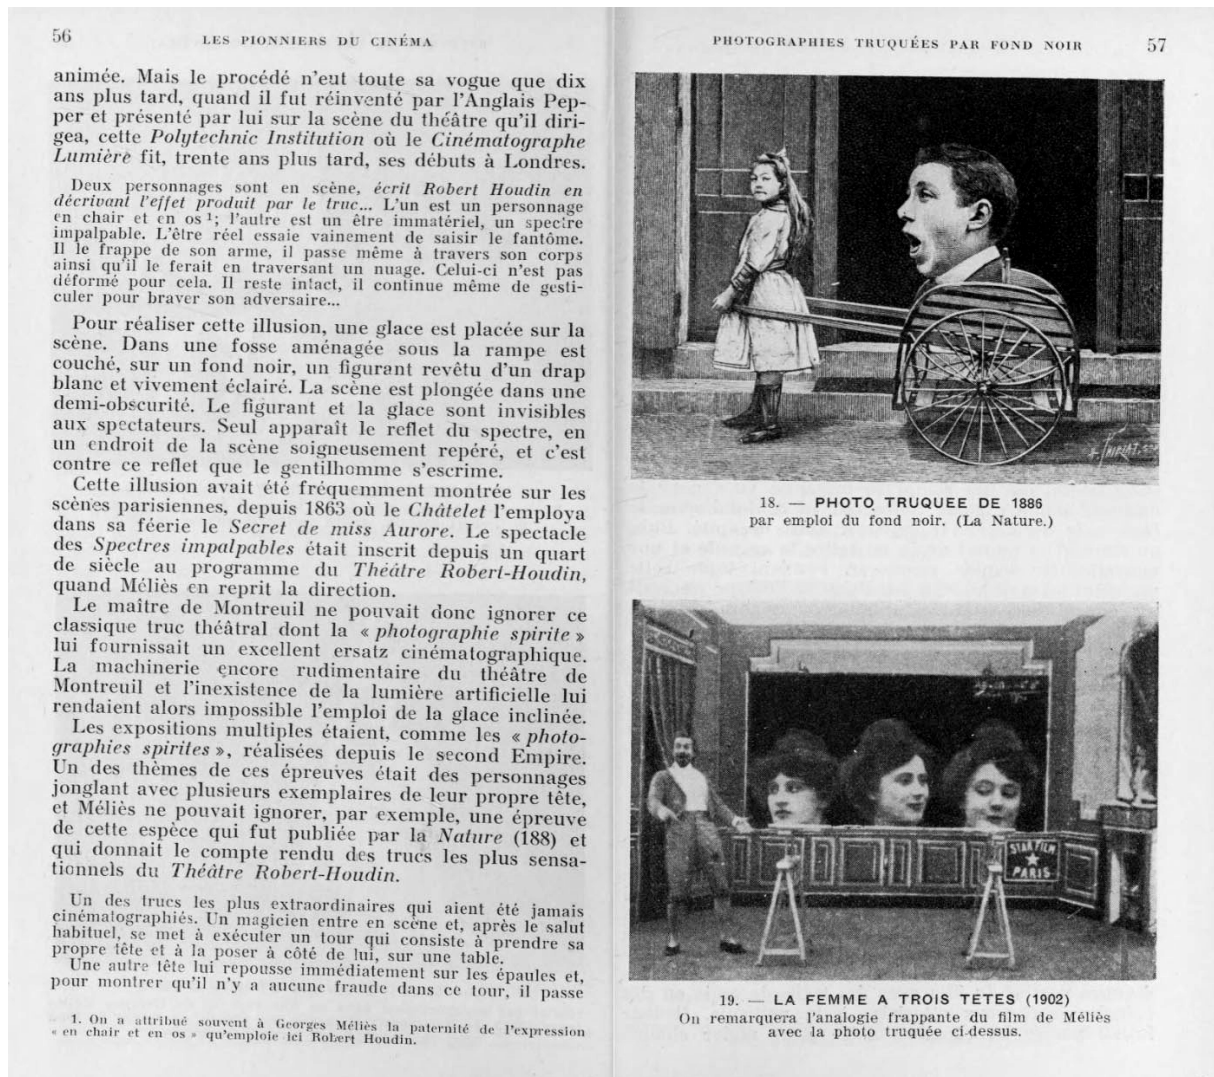 56
LES PIONNIERS DU CINÉMA
animée. Mais le procédé n'eut toute sa vogue que dix
ans plus tard, quand il fut réinventé par l'Anglais Pep-
per et présenté par lui sur la scène du théâtre qu'il diri-
gea, cette Polytechnic Institution où le Cinématographe
Lumière fit, trente ans plus tard, ses débuts à Londres.
Deux personnages sont en scène, écrit Robert Houdin en
décrivant l'effet produit par le truc... L'un est un personnage
en chair et en os 1; l'autre est un être immatériel, un spectre
impalpable. L'être réel essaie vainement de saisir le fantôme.
Il le frappe de son arme, il passe même à travers son corps
ainsi qu'il le ferait en traversant un nuage. Celui-ci n'est pas
déformé pour cela. Il reste intact, il continue même de gesti-
culer pour braver son adversaire...
Pour réaliser cette illusion, une glace est placée sur la
scène. Dans une fosse aménagée sous la rampe est
couché, sur un fond noir, un figurant revêtu d'un drap
blanc et vivement éclairé. La scène est plongée dans une
demi-obscurité. Le figurant et la glace sont invisibles
aux spectateurs. Seul apparaît le reflet du spectre, en
un endroit de la scène soigneusement repéré, et c'est
contre ce reflet que le gentilhomme s'escrime.
Cette illusion avait été fréquemment montrée sur les
scènes parisiennes, depuis 1863 où le Châtelet l'employa
dans sa féerie le Secret de miss Aurore. Le spectacle
des Spectres impalpables était inscrit depuis un quart
de siècle au programme du Théâtre Robert-Houdin,
quand Méliès en reprit la direction.
Le maître de Montreuil ne pouvait donc ignorer ce
classique truc théâtral dont la « photographie spirite »
lui fournissait un excellent ersatz cinématographique.
La machinerie encore rudimentaire du théâtre de
Montreuil et l'inexistence de la lumière artificielle lui
rendaient alors impossible l'emploi de la glace inclinée.
Les expositions multiples étaient, comme les « photo-
graphies spirites », réalisées depuis le second Empire.
Un des thèmes de ces épreuves était des personnages
jonglant avec plusieurs exemplaires de leur propre tête,
et Méliès ne pouvait ignorer, par exemple, une épreuve
de cette espèce qui fut publiée par la Nature (188) et
qui donnait le compte rendu des trucs les plus sensa-
tionnels du Théâtre Robert-Houdin.
Un des trucs les plus extraordinaires qui aient été jamais
cinématographiés. Un magicien entre en scène et, après le salut
habituel, se met à exécuter un tour qui consiste à prendre sa
propre tête et à la poser à côté de lui, sur une table.
Une autre tête lui repousse immédiatement sur les épaules et,
pour montrer qu'il n'y a aucune fraude dans ce tour, il passe
1. On a attribué souvent à Georges Méliès la paternité de l'expression
« en chair et en os » qu'emploie ici Robert Houdin.
PHOTOGRAPHIES TRUQUÉES PAR FOND NOIR
57
18. — PHOTO TRUQUEE DE 1886
par emploi du fond noir. (La Nature.)
STAR FILM
PARIS
19. — LA FEMME A TROIS TETES (1902)
On remarquera l'analogie frappante du film de Méliès
avec la photo truquée ci-dessus.